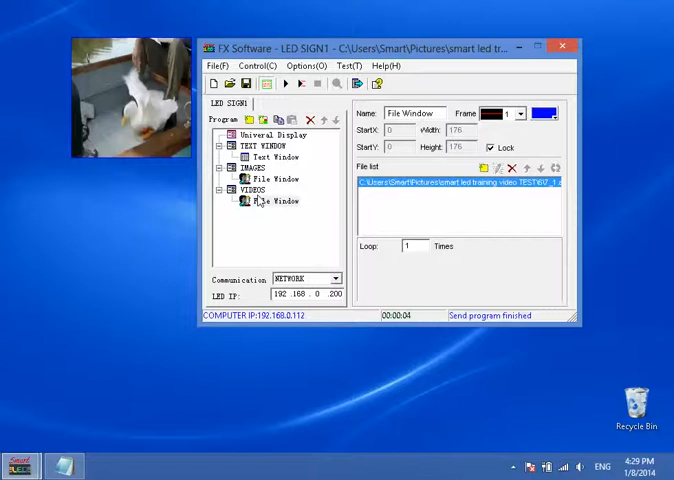 FX Software - LED SIGN1 - C:\Users\Smart\Pictures\smart led tr...
File(F) Control(C) Options(O) Test(T) Help(H)
LED SIGN1
Program
Univeral Display
TEXT WINDOW
Text Window
IMAGES
File Window
VIDEOS
File Window
Communication NETWORK
LED IP: 192 .168 . 0 .200
Name: File Window Frame 1
StartX: 0 Width: 176
StartY: 0 Height: 176 Lock
File list
C:\Users\Smart\Pictures\smart led training video TEST\6\7_1.a
Loop: 1 Times
COMPUTER IP:192.168.0.112 00:00:04 Send program finished
Recycle Bin
Smart
ENG
4:29 PM
1/8/2014